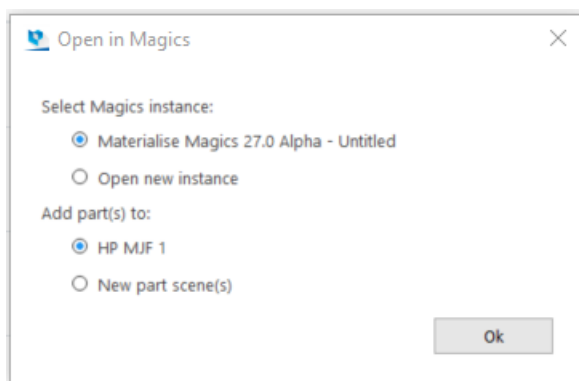 Open in Magics
Select Magics instance:
Materialise Magics 27.0 Alpha - Untitled
Open new instance
Add part(s) to:
HP MJF 1
New part scene(s)
Ok